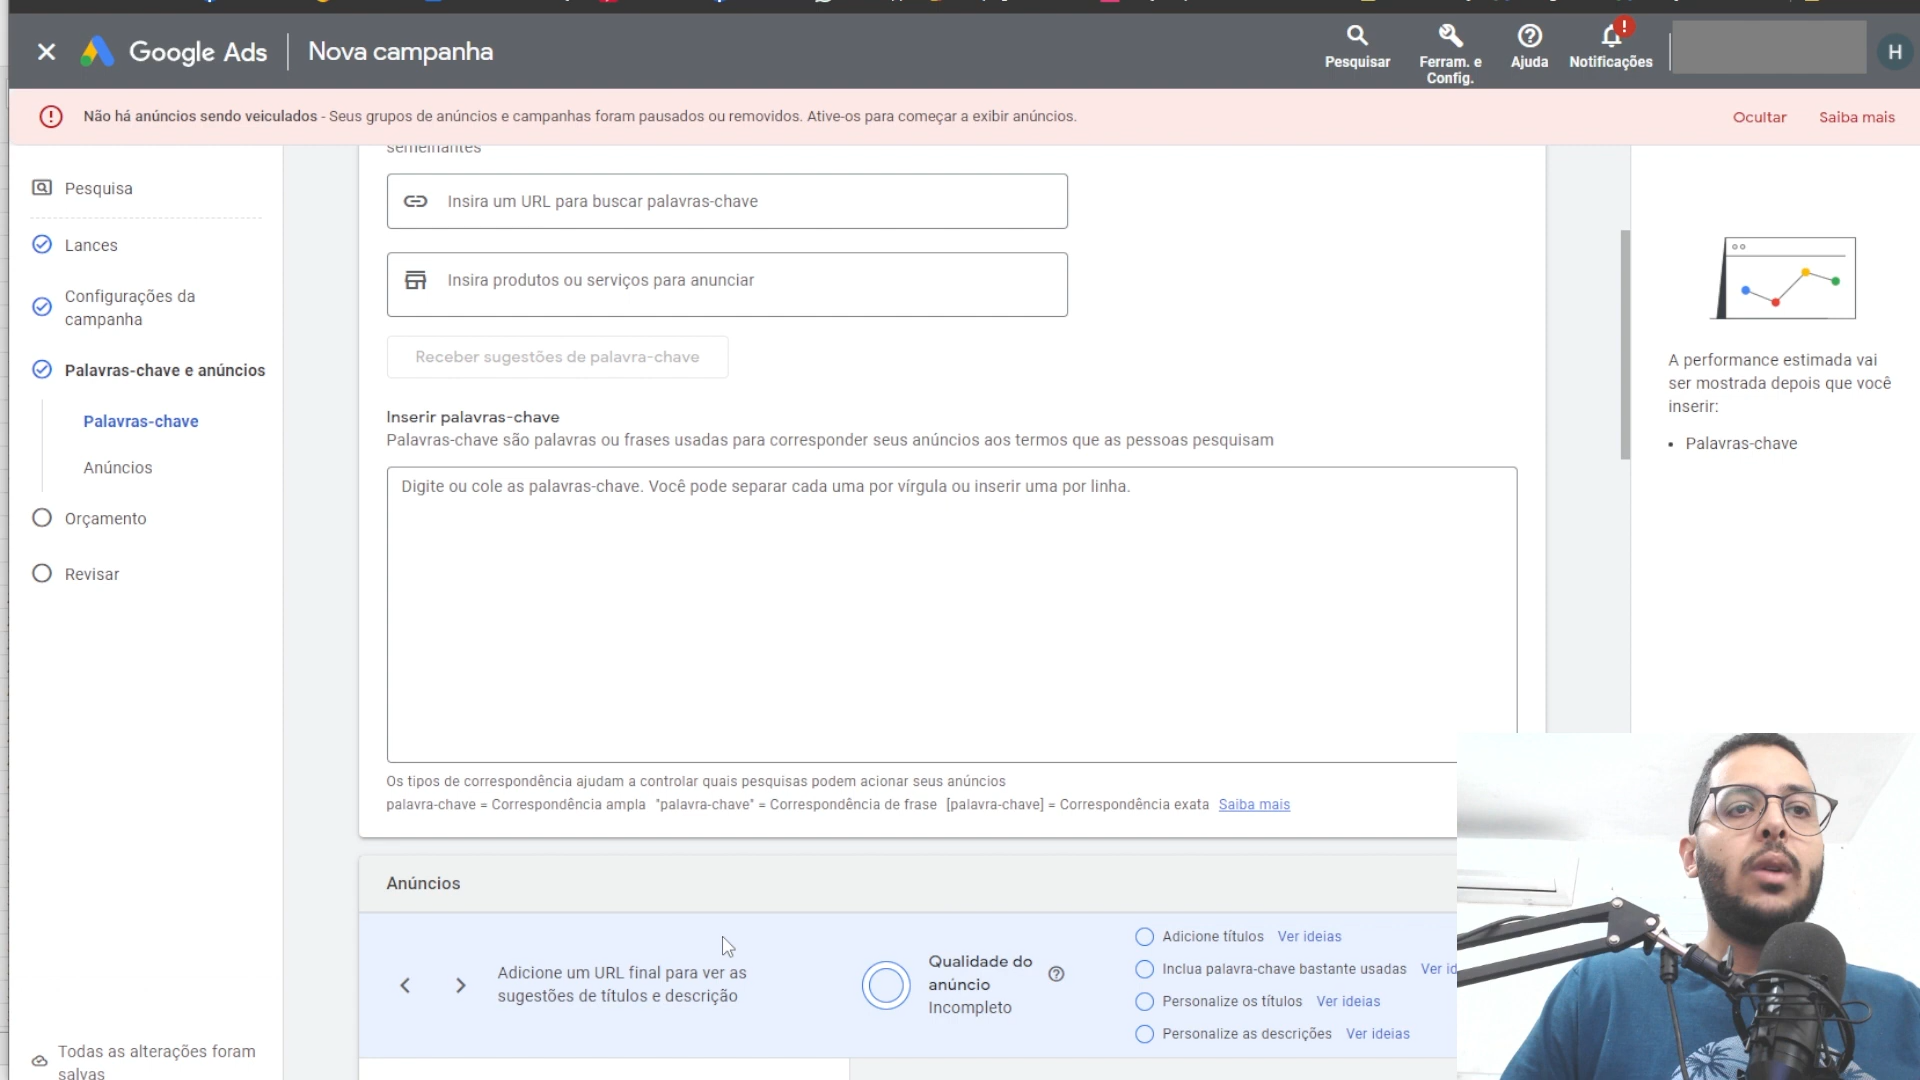 Google Ads
Nova campanha
Pesquisar
Ferram. e
Config.
Ajuda
Notificações
H
Não há anúncios sendo veiculados - Seus grupos de anúncios e campanhas foram pausados ou removidos. Ative-os para começar a exibir anúncios.
Ocultar
Saiba mais
Pesquisa
Lances
Configurações da
campanha
Palavras-chave e anúncios
Palavras-chave
Anúncios
Orçamento
Revisar
Todas as alterações foram
salvas
semelhantes
Insira um URL para buscar palavras-chave
Insira produtos ou serviços para anunciar
Receber sugestões de palavra-chave
Inserir palavras-chave
Palavras-chave são palavras ou frases usadas para corresponder seus anúncios aos termos que as pessoas pesquisam
Digite ou cole as palavras-chave. Você pode separar cada uma por vírgula ou inserir uma por linha.
Os tipos de correspondência ajudam a controlar quais pesquisas podem acionar seus anúncios
palavra-chave = Correspondência ampla "palavra-chave" = Correspondência de frase [palavra-chave] = Correspondência exata Saiba mais
Anúncios
Adicione um URL final para ver as
sugestões de títulos e descrição
Qualidade do
anúncio
Incompleto
Adicione títulos Ver ideias
Inclua palavra-chave bastante usadas Ver id
Personalize os títulos Ver ideias
Personalize as descrições Ver ideias
A performance estimada vai
ser mostrada depois que você
inserir:
• Palavras-chave